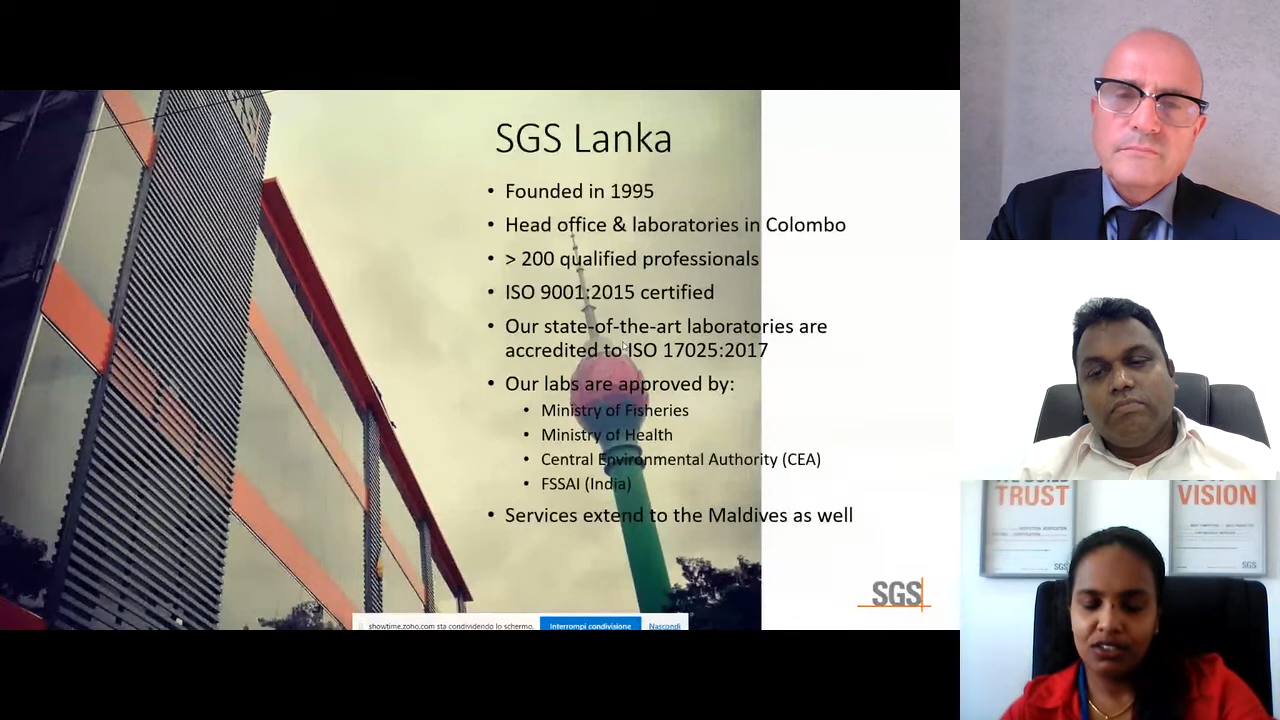 SGS Lanka
• Founded in 1995
• Head office & laboratories in Colombo
• > 200 qualified professionals
• ISO 9001:2015 certified
• Our state-of-the-art laboratories are
accredited to ISO 17025:2017
• Our labs are approved by:
• Ministry of Fisheries
• Ministry of Health
• Central Environmental Authority (CEA)
• FSSAI (India)
• Services extend to the Maldives as well
SGS
showtime.zoho.com sta condividendo lo schermo.
Interrompi condivisione
Nascondi
TRUST
SGS
VISION
SGS